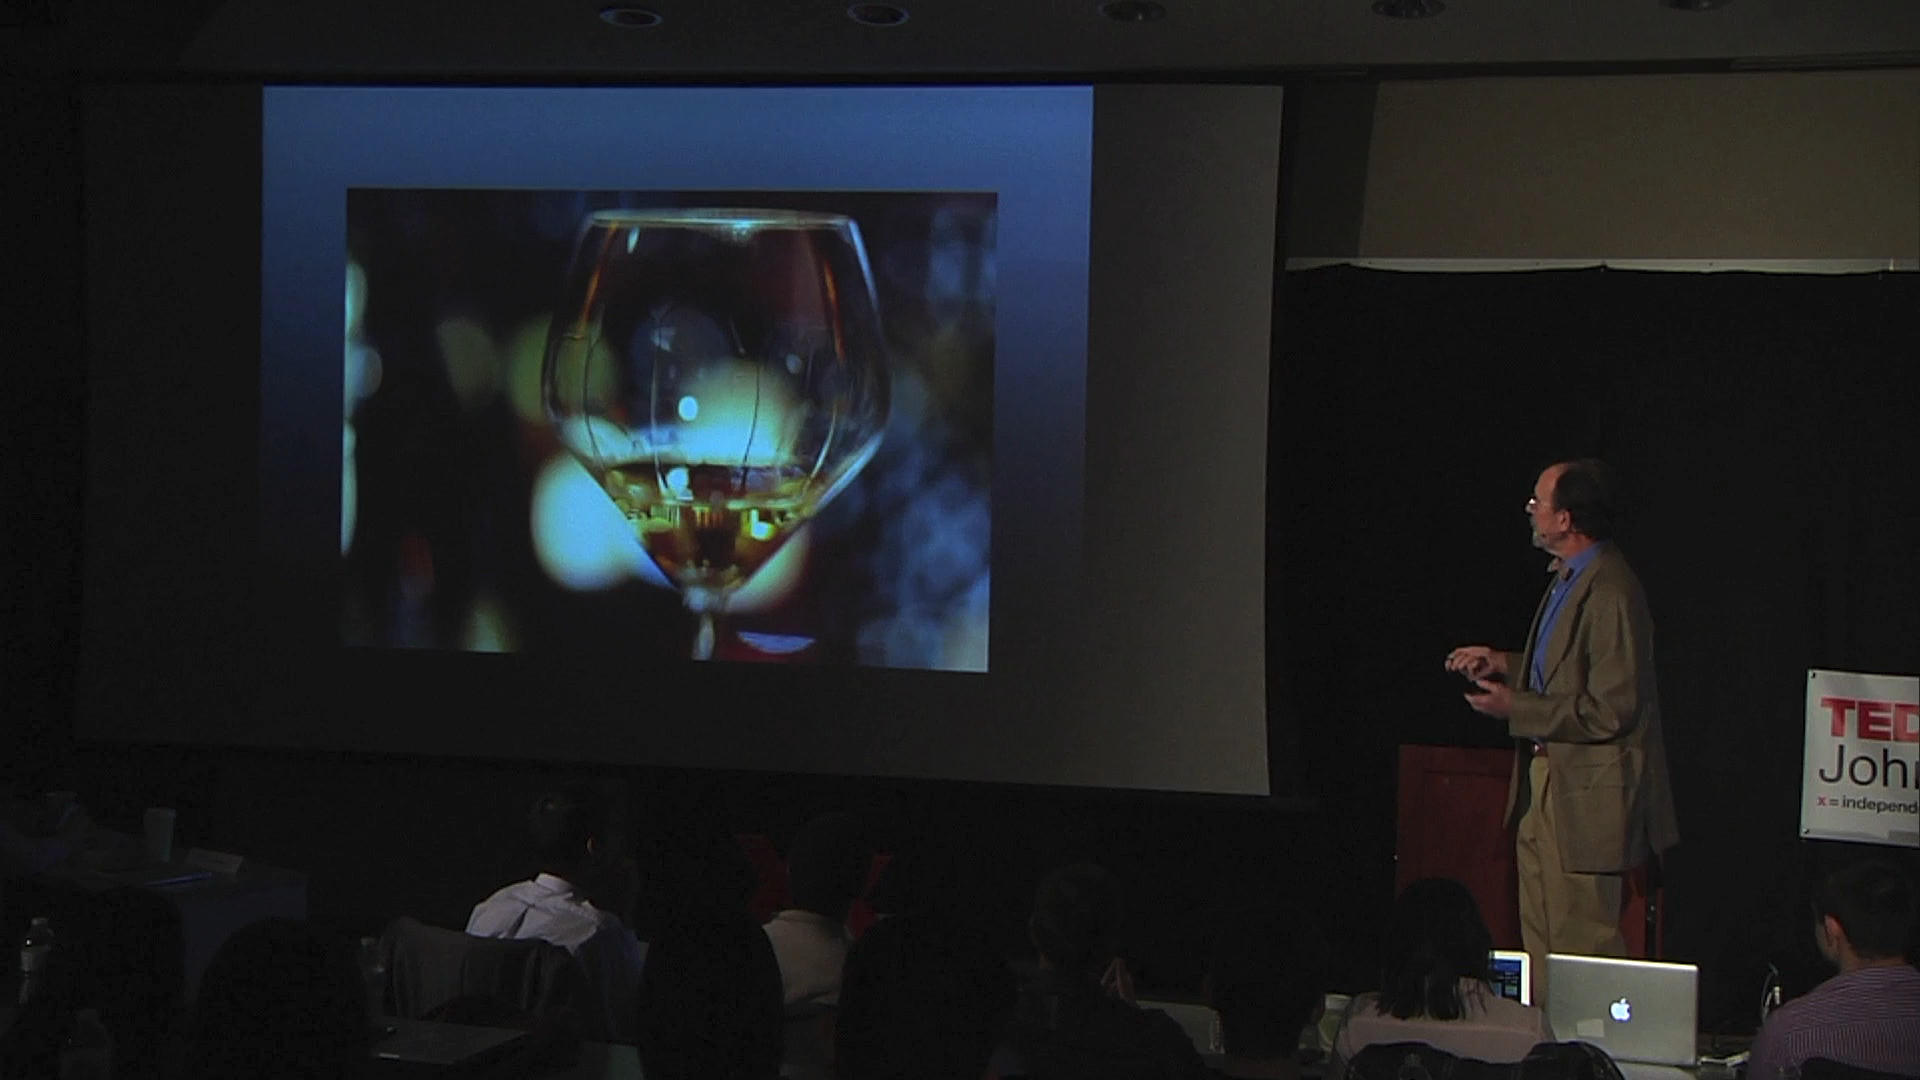 TED
John
x = independ